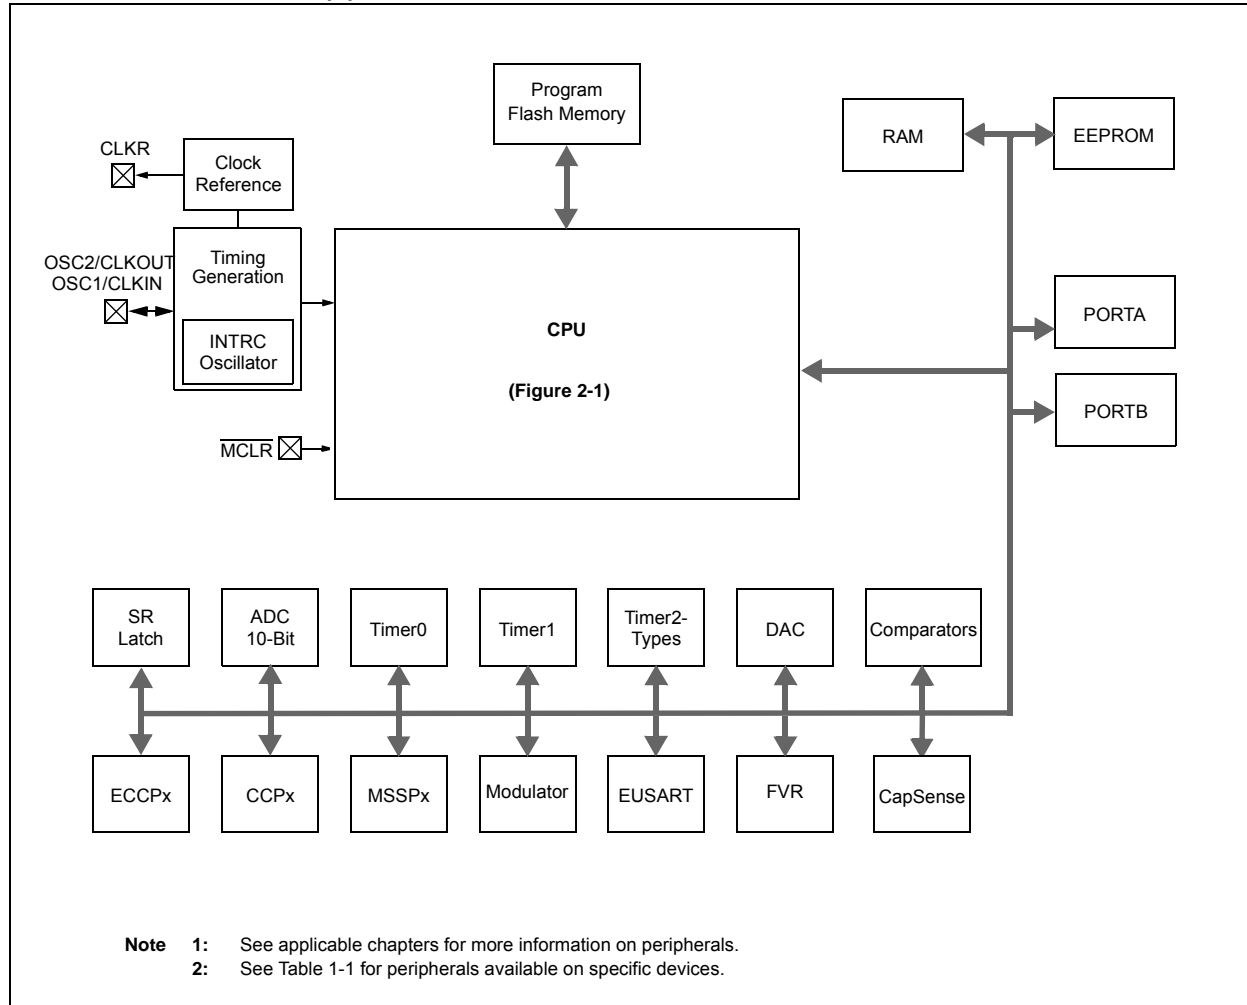 Program
Flash Memory
RAM
EEPROM
CLKR
Clock
Reference
OSC2/CLKOUT
OSC1/CLKIN
Timing
Generation
INTRC
Oscillator
MCLR
CPU
(Figure 2-1)
PORTA
PORTB
SR
Latch
ADC
10-Bit
Timer0
Timer1
Timer2-
Types
DAC
Comparators
ECCPx
CCPx
MSSPx
Modulator
EUSART
FVR
CapSense
Note 1: See applicable chapters for more information on peripherals.
2: See Table 1-1 for peripherals available on specific devices.